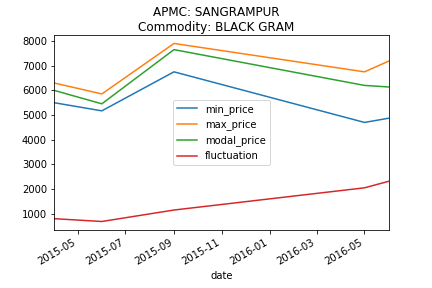 APMC: SANGRAMPUR
Commodity: BLACK GRAM
8000
7000
6000
5000
4000
3000
2000
1000
min_price
max_price
modal_price
fluctuation
2015-05
2015-07
2015-09
2015-11
2016-01
2016-03
2016-05
date